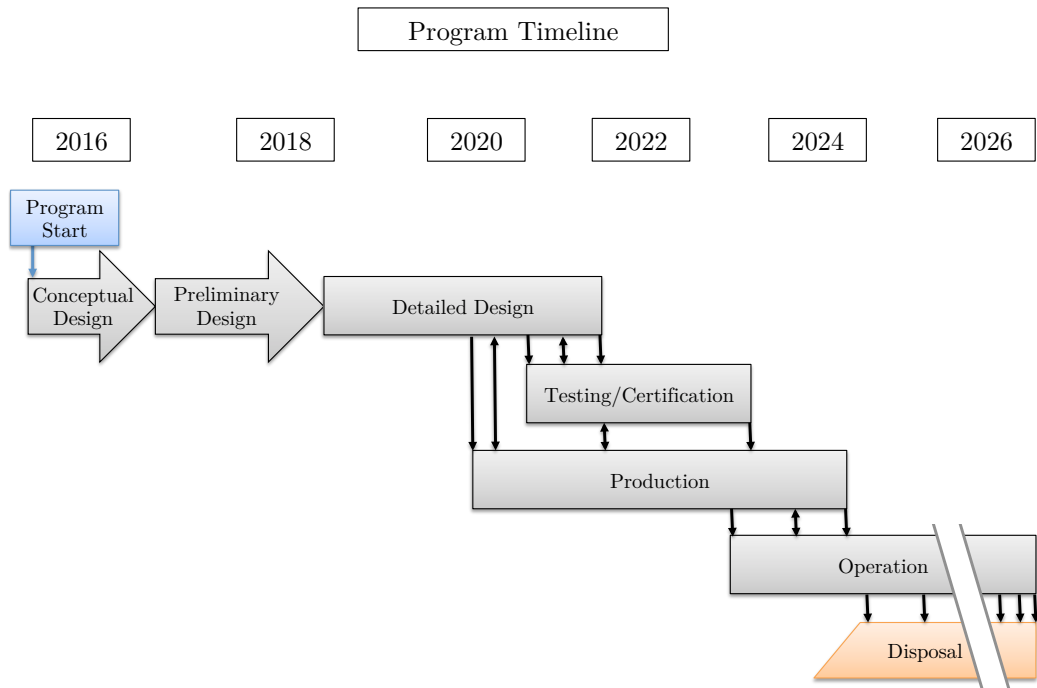 Program Timeline
2016
2018
2020
2022
2024
2026
Program
Start
Conceptual
Design
Preliminary
Design
Detailed Design
Testing/Certification
Production
Operation
Disposal